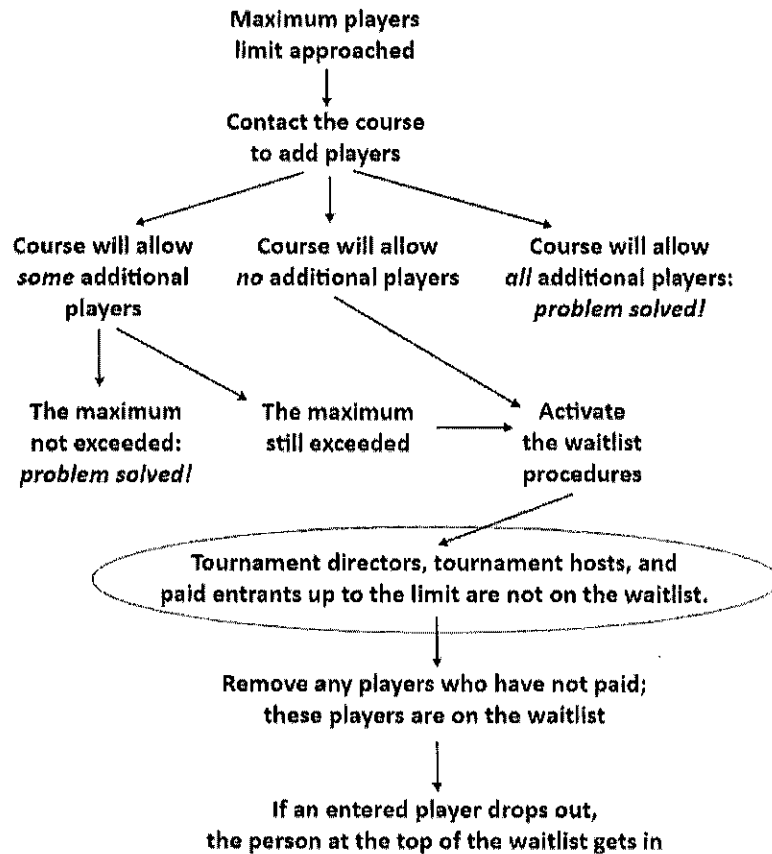 Maximum players
limit approached
Contact the course
to add players
Course will allow
some additional
players
Course will allow
no additional players
Course will allow
all additional players:
problem solved!
The maximum
not exceeded:
problem solved!
The maximum
still exceeded
Activate
the waitlist
procedures
Tournament directors, tournament hosts, and
paid entrants up to the limit are not on the waitlist.
Remove any players who have not paid;
these players are on the waitlist
If an entered player drops out,
the person at the top of the waitlist gets in